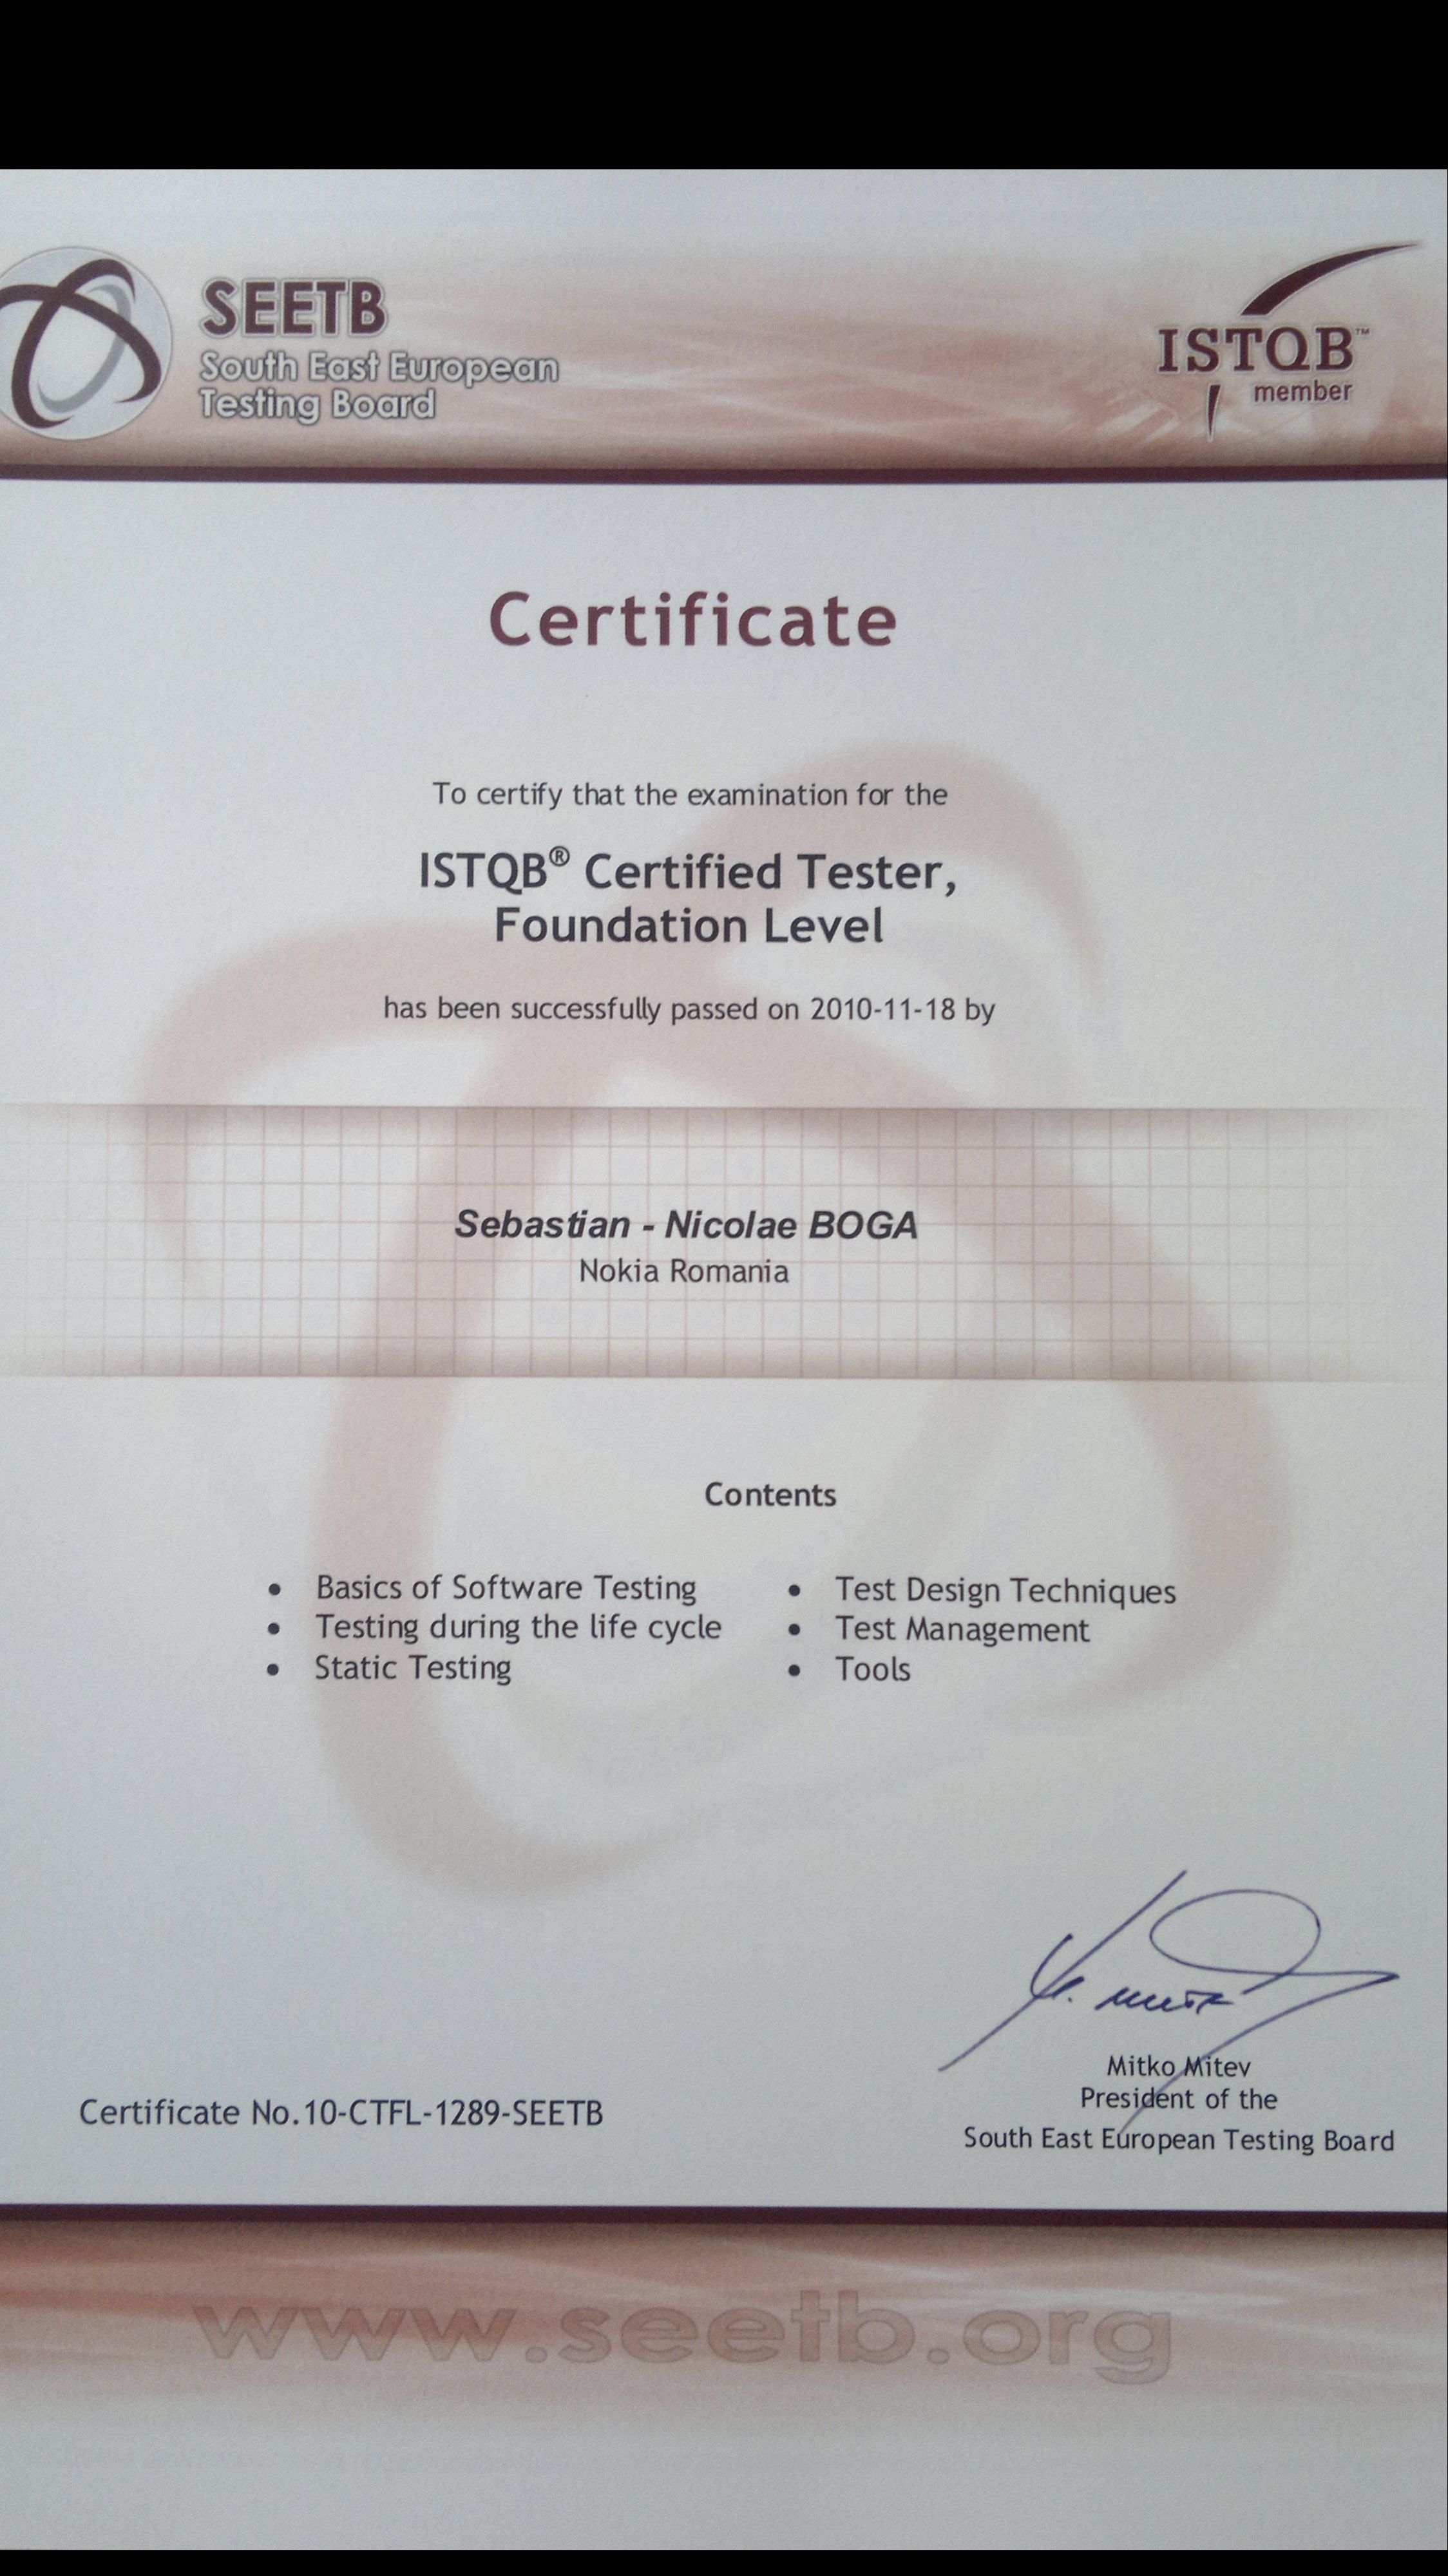 SEETB
South East European
Testing Board
ISTQB™
member
Certificate
To certify that the examination for the
ISTQB® Certified Tester,
Foundation Level
has been successfully passed on 2010-11-18 by
Sebastian - Nicolae BOGA
Nokia Romania
Contents
• Basics of Software Testing
• Testing during the life cycle
• Static Testing
• Test Design Techniques
• Test Management
• Tools
Mitko Mitev
President of the
South East European Testing Board
Certificate No.10-CTFL-1289-SEETB
www.seetb.org